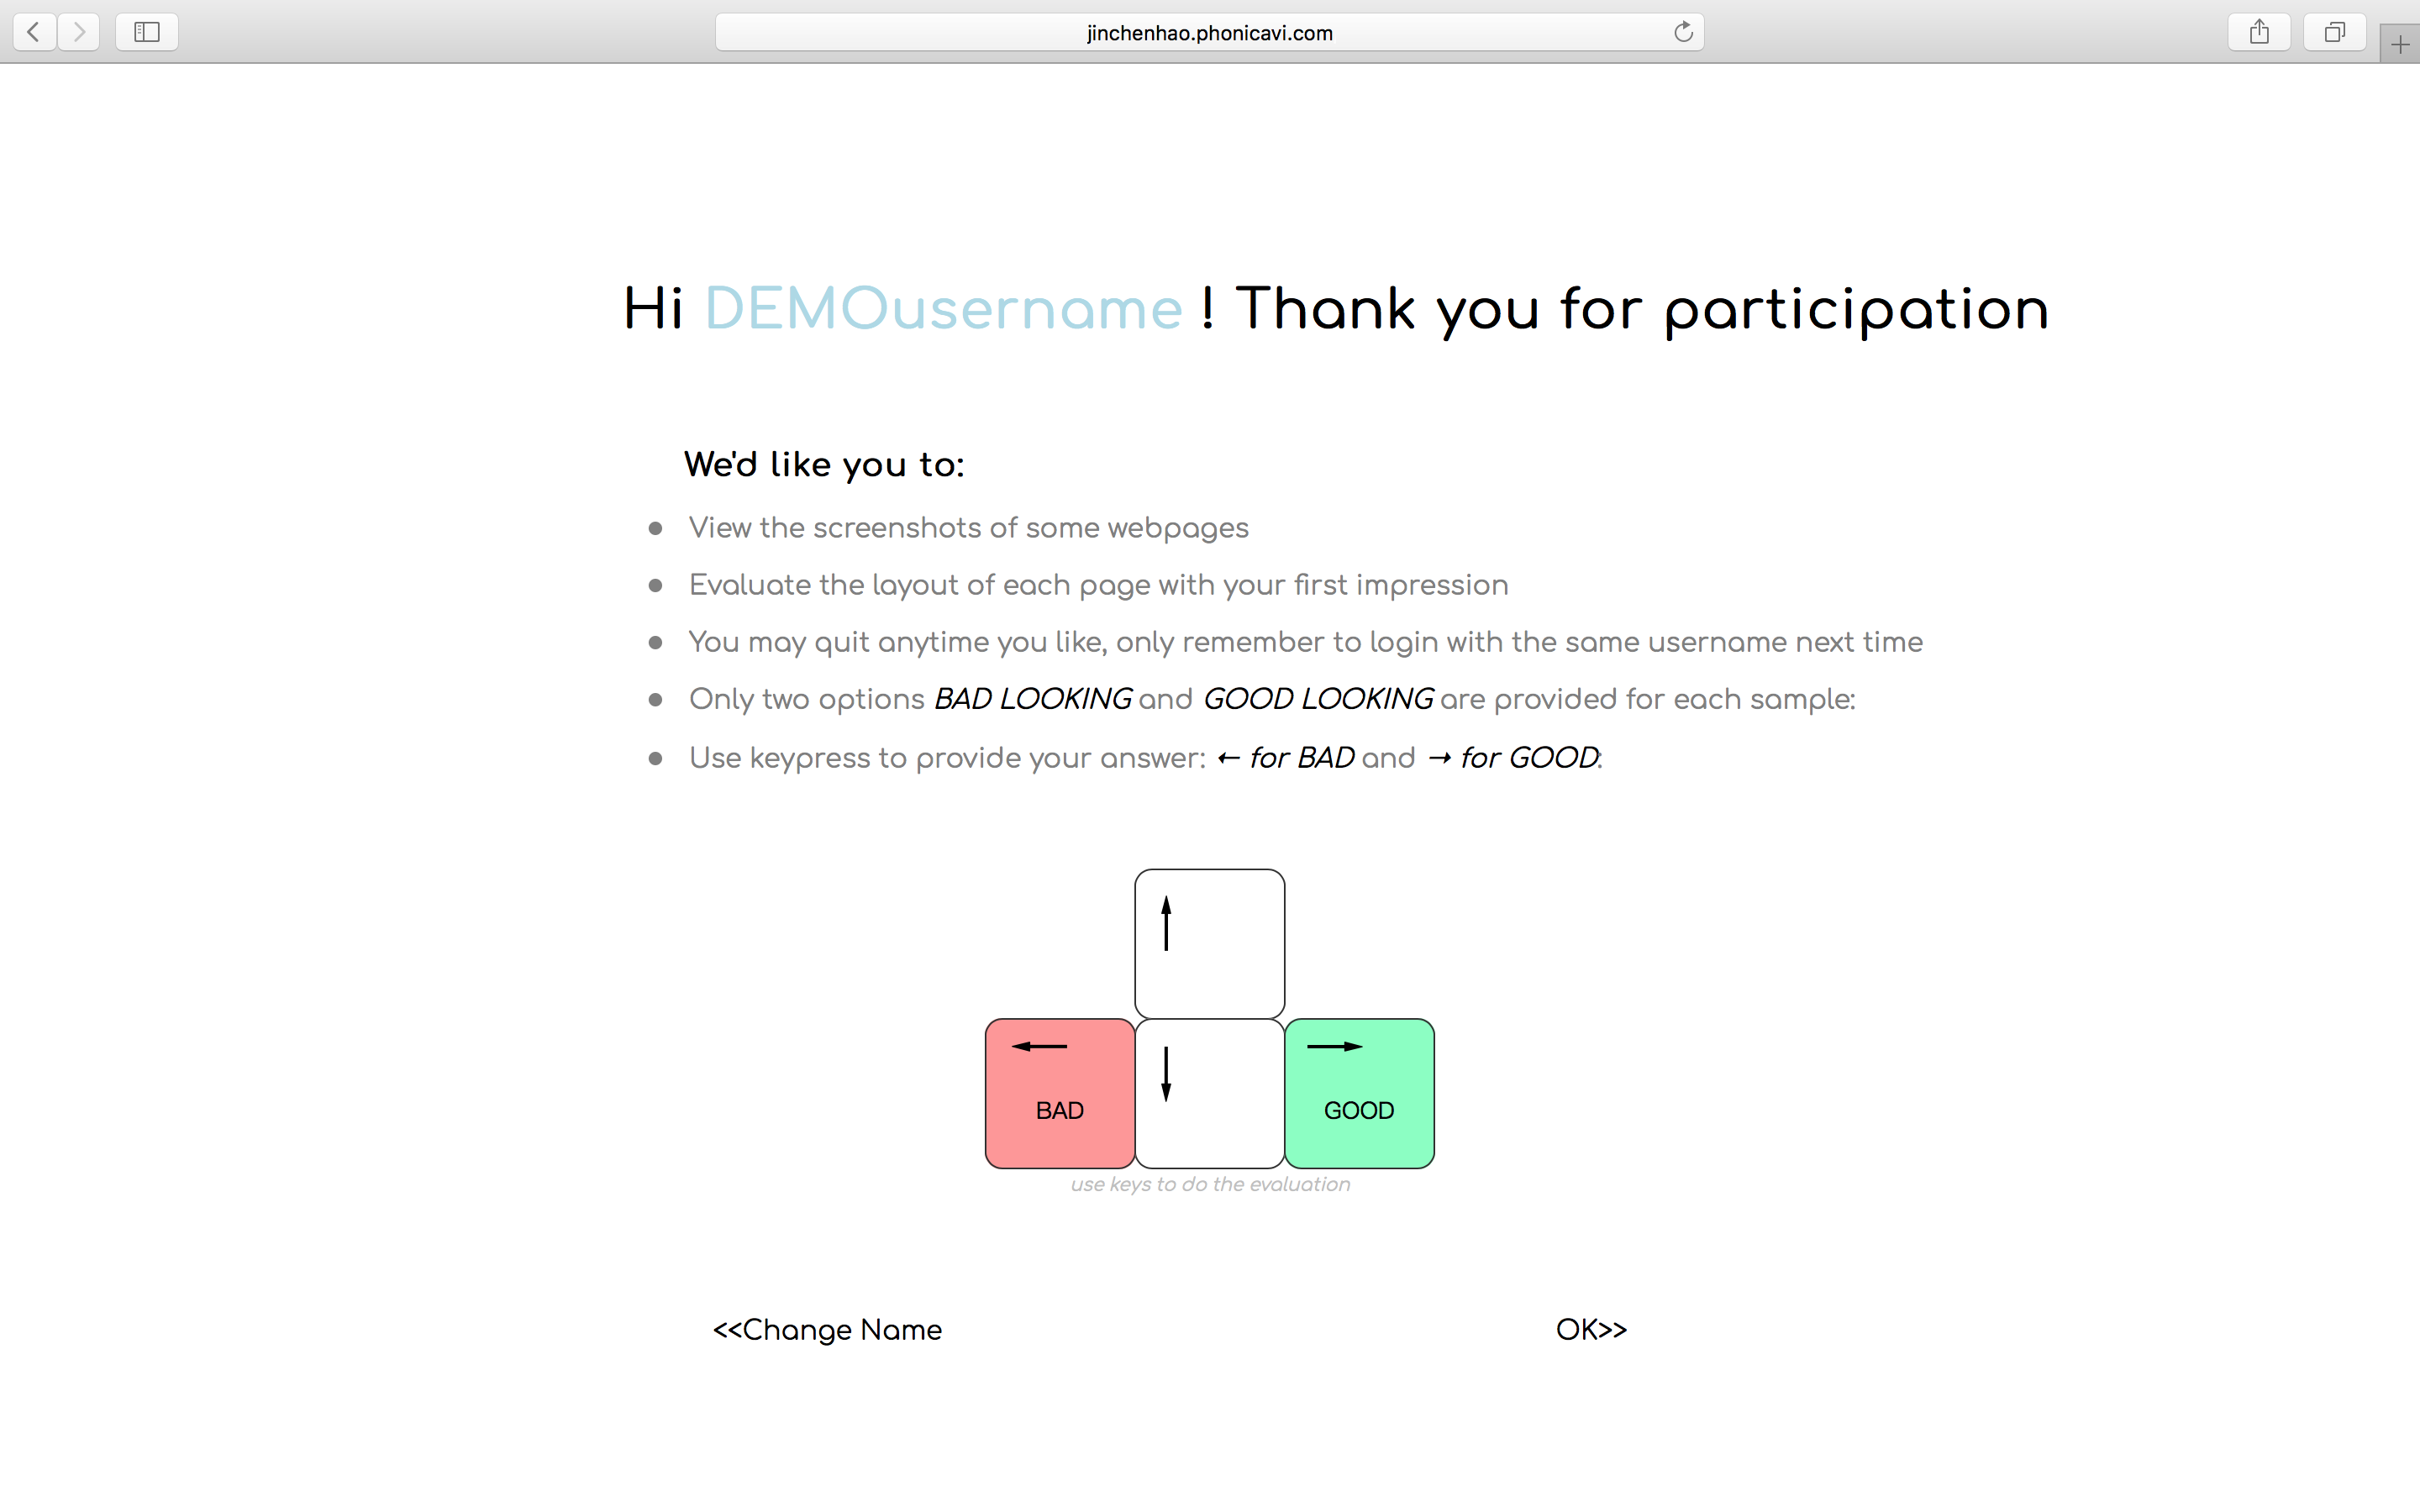 jinchenhao.phonicavi.com
Hi DEMOusername ! Thank you for participation
We'd like you to:
View the screenshots of some webpages
Evaluate the layout of each page with your first impression
You may quit anytime you like, only remember to login with the same username next time
Only two options BAD LOOKING and GOOD LOOKING are provided for each sample:
Use keypress to provide your answer: ← for BAD and → for GOOD:
BAD
GOOD
use keys to do the evaluation
<<Change Name
OK>>